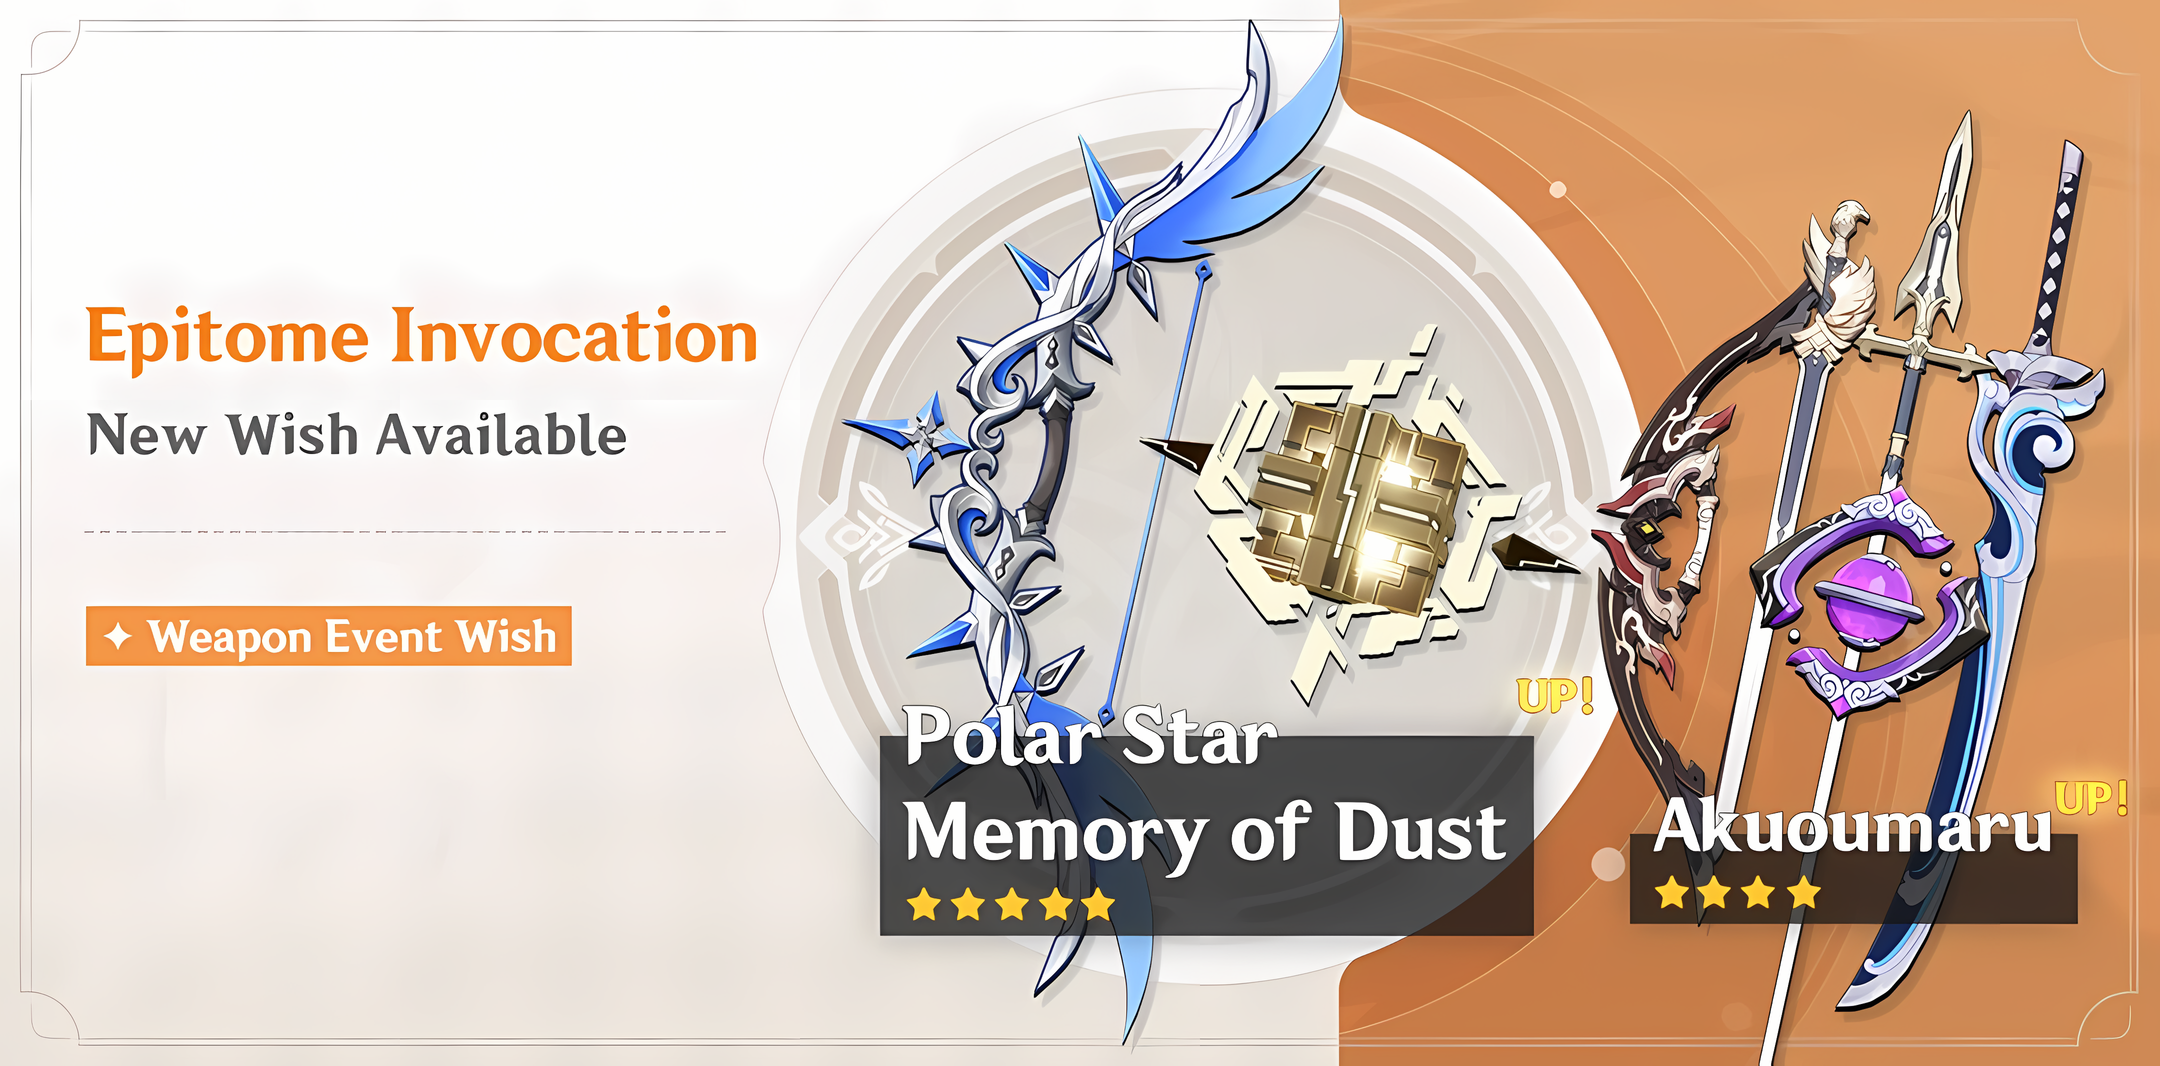 Epitome Invocation
New Wish Available
Weapon Event Wish
Polar Star
Memory of Dust
UP!
Akuoumaru
UP!